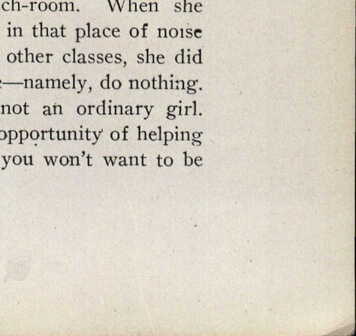 ch-room. When she
in that place of noise
other classes, she did
—namely, do nothing.
not an ordinary girl.
opportunity of helping
you won't want to be